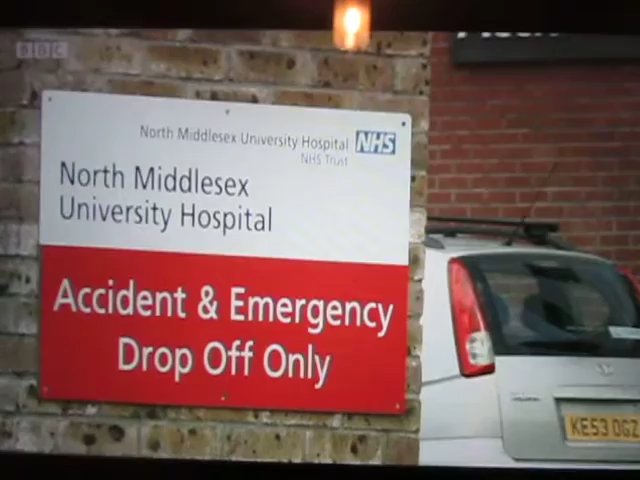 BBC
North Middlesex University Hospital NHS
NHS Trust
North Middlesex
University Hospital
Accident & Emergency
Drop Off Only
KE53 OGZ